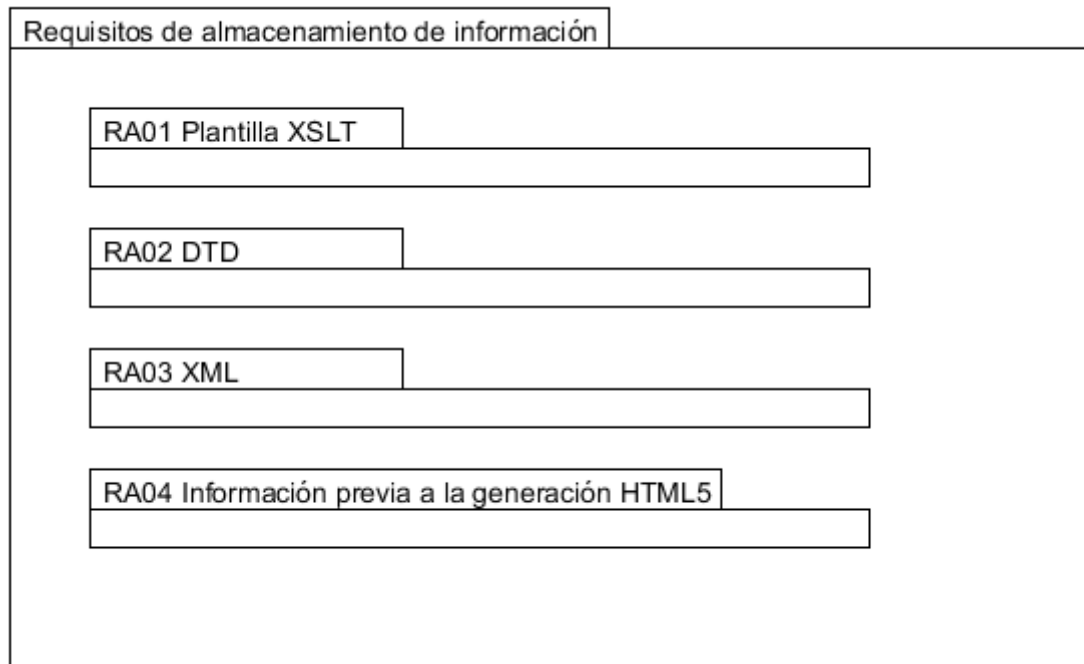 Requisitos de almacenamiento de información
RA01 Plantilla XSLT
RA02 DTD
RA03 XML
RA04 Información previa a la generación HTML5